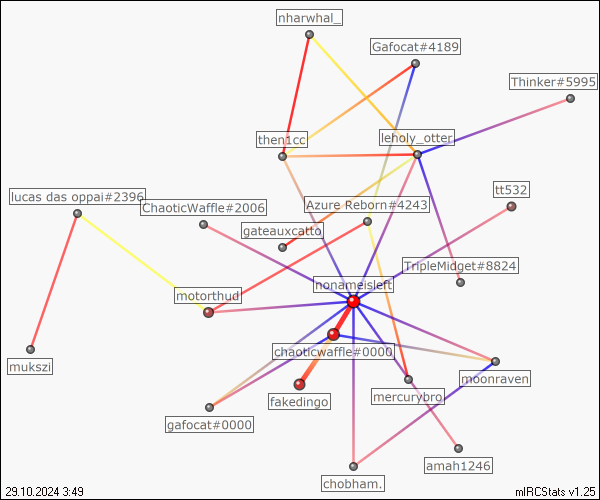 nharwhal_
Gafocat#4189
Thinker#5995
then1cc
leholy_otter
lucas das oppai#2396
tt532
ChaoticWaffle#2006
Azure Reborn#4243
gateauxcatto
TripleMidget#8824
nonameisleft
motorthud
chaoticwaffle#0000
mukszi
moonraven
mercurybro
fakedingo
gafocat#0000
amah1246
chobham.
29.10.2024 3:49
mIRCStats v1.25